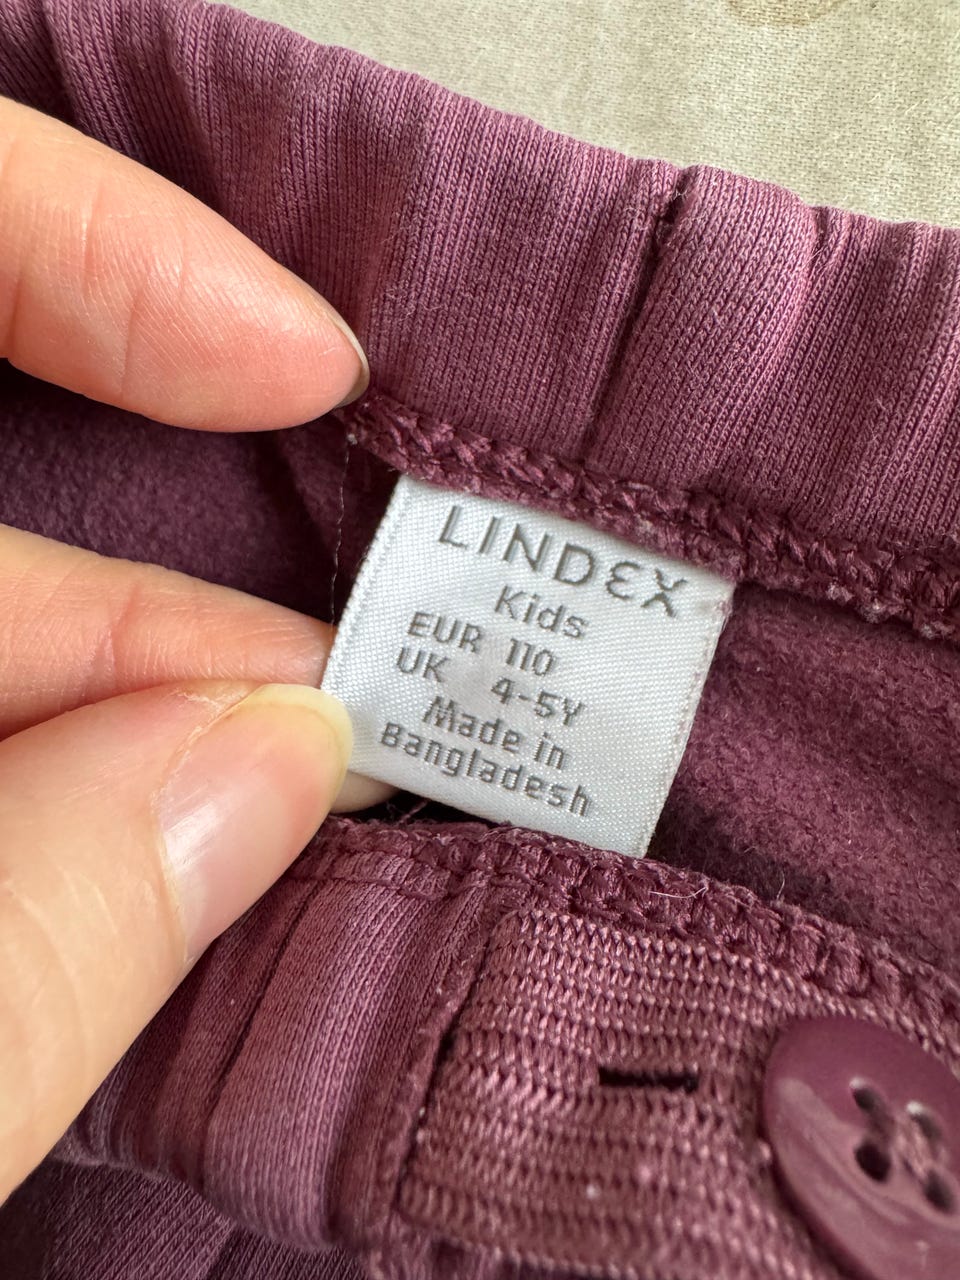 LINDEX
Kids
EUR 110
UK 4-5Y
Made in
Bangladesh